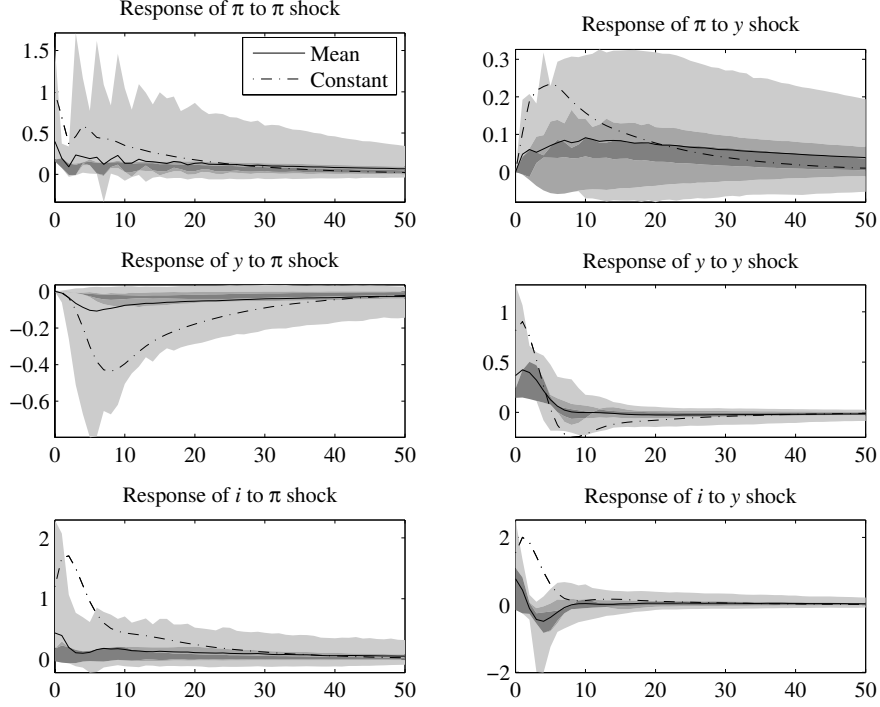 Response of π to π shock
1.5
1
0.5
0
Mean
Constant
0 10 20 30 40 50
Response of π to y shock
0.3
0.2
0.1
0
0 10 20 30 40 50
Response of y to π shock
0
−0.2
−0.4
−0.6
0 10 20 30 40 50
Response of y to y shock
1
0.5
0
0 10 20 30 40 50
Response of i to π shock
2
1
0
0 10 20 30 40 50
Response of i to y shock
2
0
−2
0 10 20 30 40 50